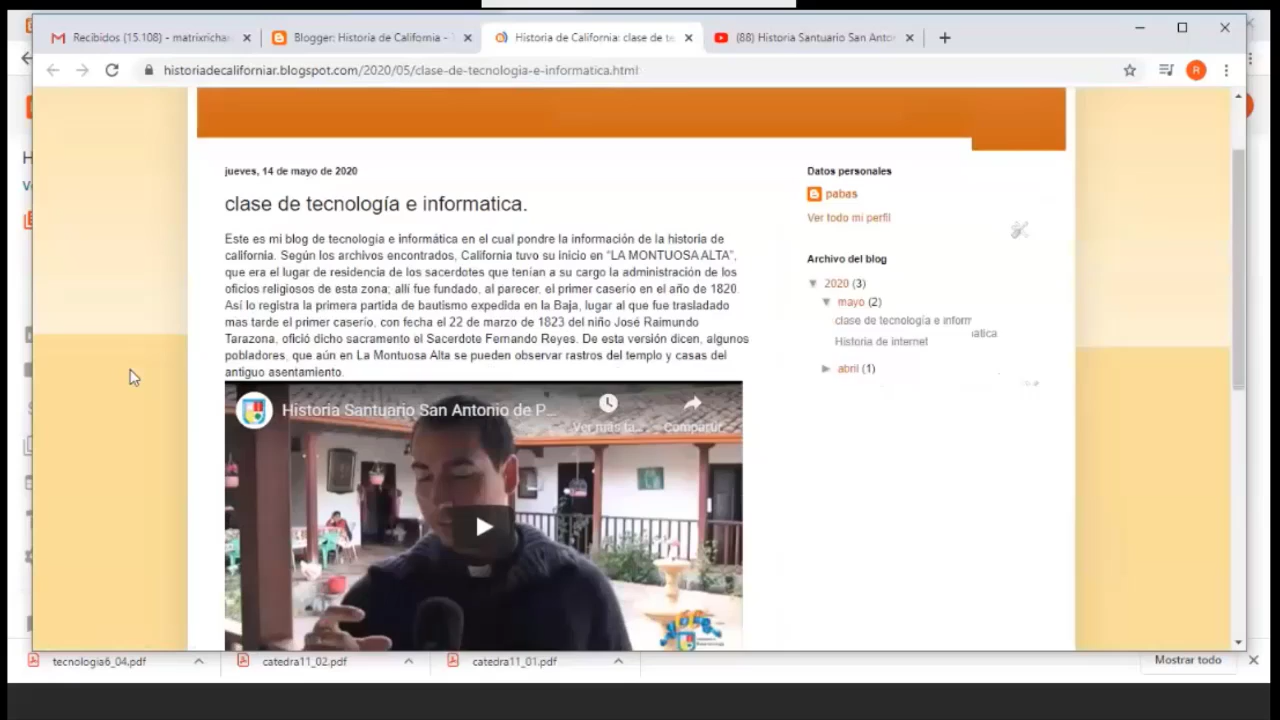 Recibidos (15.108) - matrixrichar
Blogger: Historia de California -
Historia de California: clase de te
(88) Historia Santuario San Anton
historiadecaliforniar.blogspot.com/2020/05/clase-de-tecnologia-e-informatica.html
R
jueves, 14 de mayo de 2020
clase de tecnología e informatica.
Este es mi blog de tecnologia e informática en el cual pondre la información de la historia de
california. Según los archivos encontrados, California tuvo su inicio en “LA MONTUOSA ALTA”,
que era el lugar de residencia de los sacerdotes que tenían a su cargo la administración de los
oficios religiosos de esta zona; allí fue fundado, al parecer, el primer caserio en el año de 1820.
Así lo registra la primera partida de bautismo expedida en la Baja, lugar al que fue trasladado
mas tarde el primer caserío, con fecha el 22 de marzo de 1823 del niño José Raimundo
Tarazona, ofició dicho sacramento el Sacerdote Fernando Reyes. De esta versión dicen, algunos
pobladores, que aún en La Montuosa Alta se pueden observar rastros del templo y casas del
antiguo asentamiento.
Historia Santuario San Antonio de P...
Ver más ta...
Compartir
Datos personales
pabas
Ver todo mi perfil
Archivo del blog
2020 (3)
mayo (2)
clase de tecnología e inform
matica
Historia de internet
abril (1)
tecnologia6_04.pdf
catedra11_02.pdf
catedra11_01.pdf
Mostrar todo